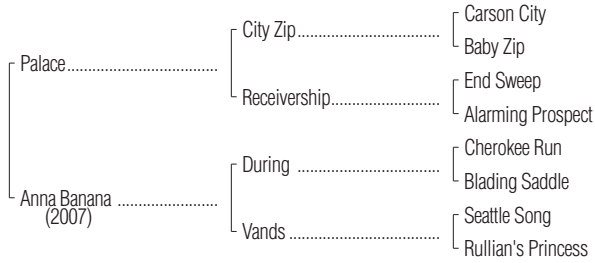 Carson City
City Zip
Baby Zip
Palace
End Sweep
Receivership
Alarming Prospect
Cherokee Run
During
Blading Saddle
Anna Banana
(2007)
Seattle Song
Vands
Rullian's Princess